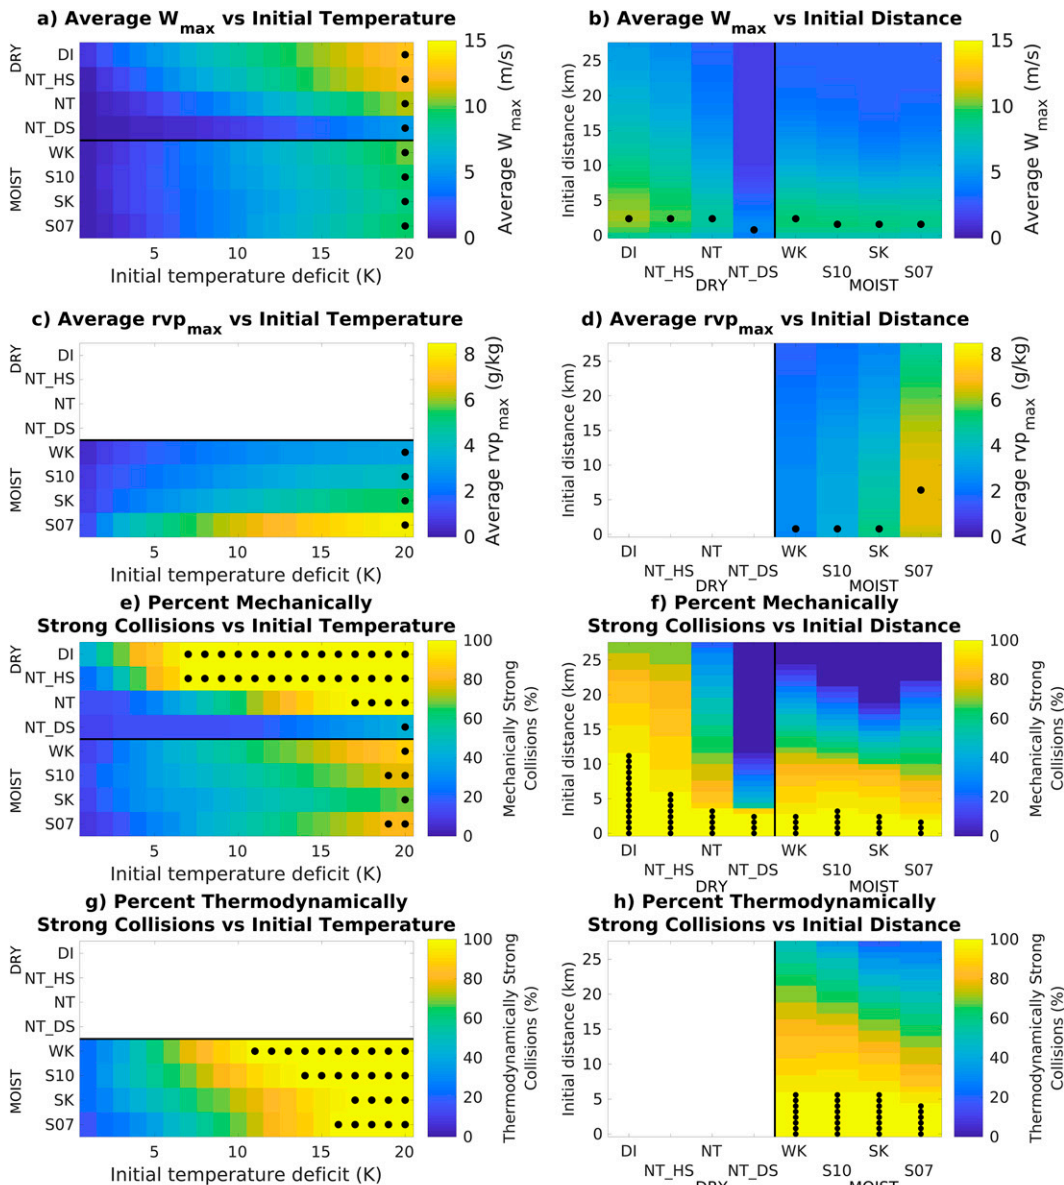 a) Average Wmax vs Initial Temperature
DRY
DI
NT_HS
NT
NT_DS
MOIST
WK
S10
SK
S07
5 10 15 20
Initial temperature deficit (K)
15
10
5
0
Average Wmax (m/s)
b) Average Wmax vs Initial Distance
25
20
15
10
5
0
Initial distance (km)
DI NT WK SK
NT_HS NT_DS S10 S07
DRY MOIST
15
10
5
0
Average Wmax (m/s)
c) Average rvpmax vs Initial Temperature
DRY
DI
NT_HS
NT
NT_DS
MOIST
WK
S10
SK
S07
5 10 15 20
Initial temperature deficit (K)
8
6
4
2
0
Average rvpmax (g/kg)
d) Average rvpmax vs Initial Distance
25
20
15
10
5
0
Initial distance (km)
DI NT WK SK
NT_HS NT_DS S10 S07
DRY MOIST
8
6
4
2
0
Average rvpmax (g/kg)
e) Percent Mechanically
Strong Collisions vs Initial Temperature
DRY
DI
NT_HS
NT
NT_DS
MOIST
WK
S10
SK
S07
5 10 15 20
Initial temperature deficit (K)
100
80
60
40
20
0
Mechanically Strong
Collisions (%)
f) Percent Mechanically
Strong Collisions vs Initial Distance
25
20
15
10
5
0
Initial distance (km)
DI NT WK SK
NT_HS NT_DS S10 S07
DRY MOIST
100
80
60
40
20
0
Mechanically Strong
Collisions (%)
g) Percent Thermodynamically
Strong Collisions vs Initial Temperature
DRY
DI
NT_HS
NT
NT_DS
MOIST
WK
S10
SK
S07
5 10 15 20
Initial temperature deficit (K)
100
80
60
40
20
0
Thermodynamically Strong
Collisions (%)
h) Percent Thermodynamically
Strong Collisions vs Initial Distance
25
20
15
10
5
0
Initial distance (km)
DI NT WK SK
NT_HS NT_DS S10 S07
DRY MOIST
100
80
60
40
20
0
Thermodynamically Strong
Collisions (%)